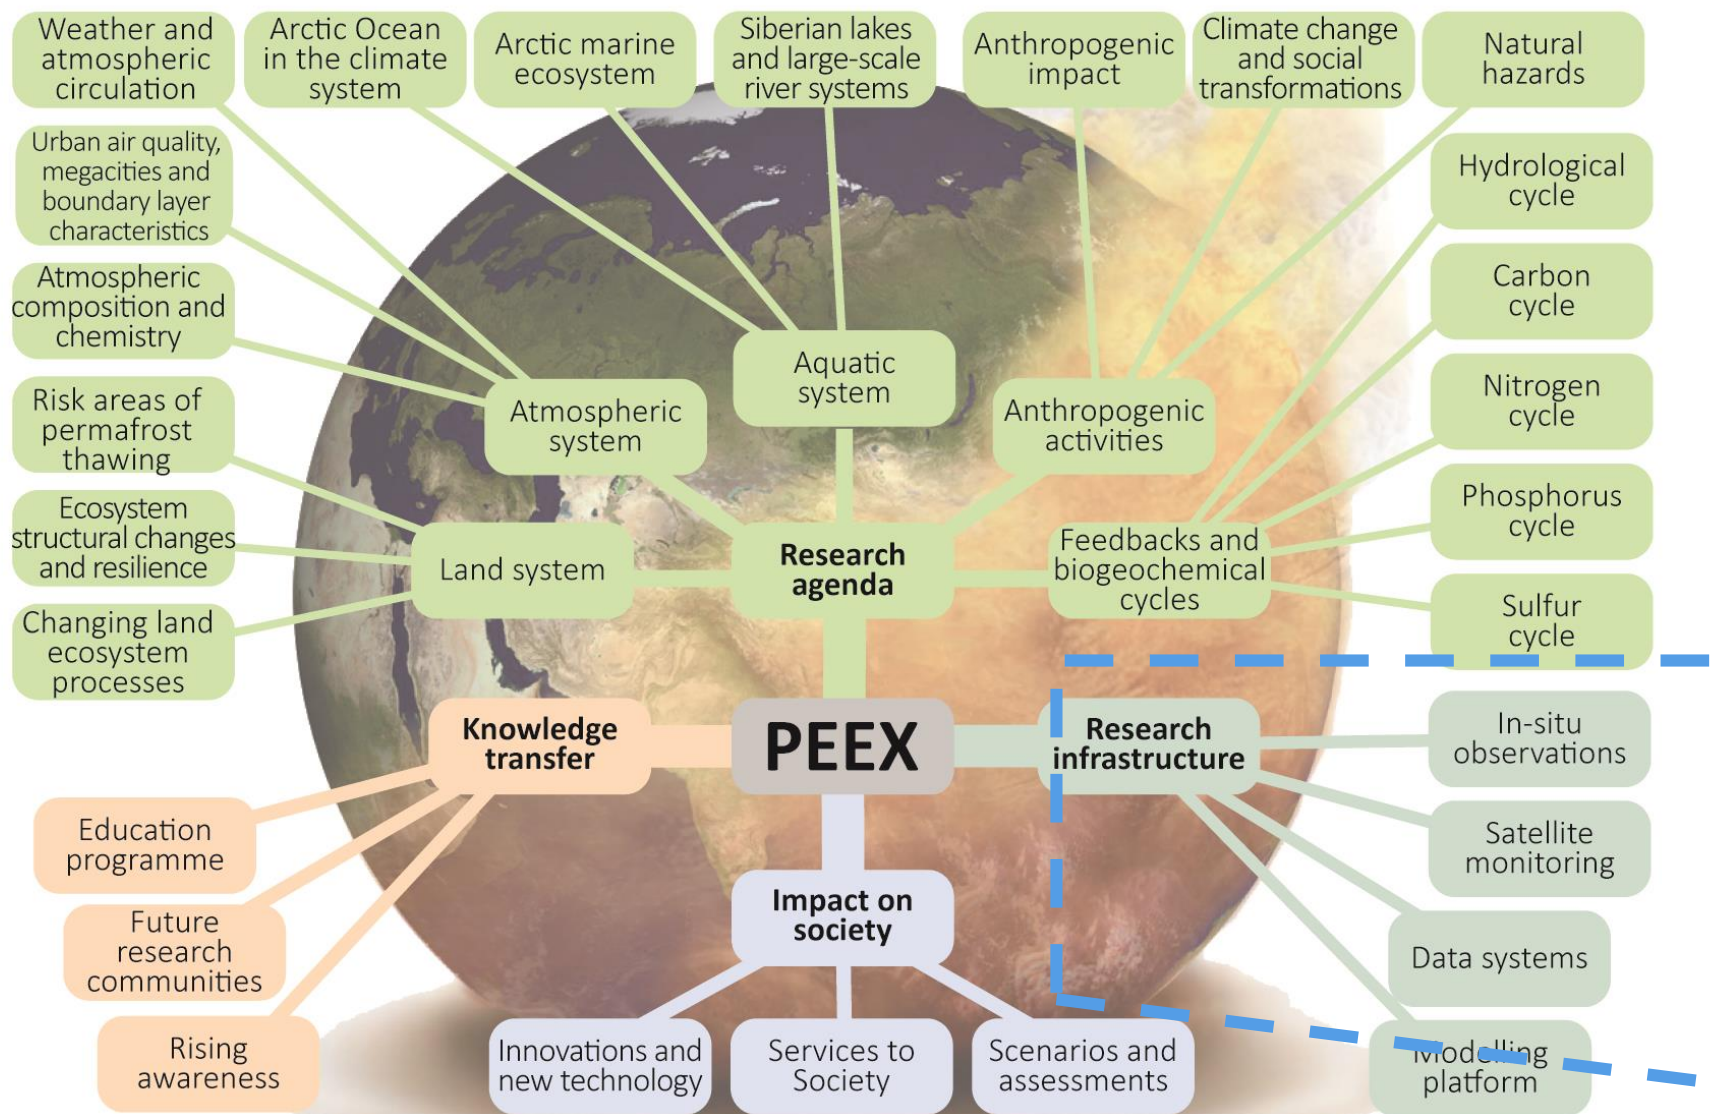 Weather and
atmospheric
circulation
Arctic Ocean
in the climate
system
Arctic marine
ecosystem
Siberian lakes
and large-scale
river systems
Anthropogenic
impact
Climate change
and social
transformations
Natural
hazards
Urban air quality,
megacities and
boundary layer
characteristics
Hydrological
cycle
Atmospheric
composition and
chemistry
Carbon
cycle
Aquatic
system
Atmospheric
system
Anthropogenic
activities
Nitrogen
cycle
Risk areas of
permafrost
thawing
Phosphorus
cycle
Ecosystem
structural changes
and resilience
Land system
Research
agenda
Feedbacks and
biogeochemical
cycles
Sulfur
cycle
Changing land
ecosystem
processes
Knowledge
transfer
PEEX
Research
infrastructure
In-situ
observations
Education
programme
Satellite
monitoring
Impact on
society
Future
research
communities
Data systems
Rising
awareness
Innovations and
new technology
Services to
Society
Scenarios and
assessments
Modelling
platform